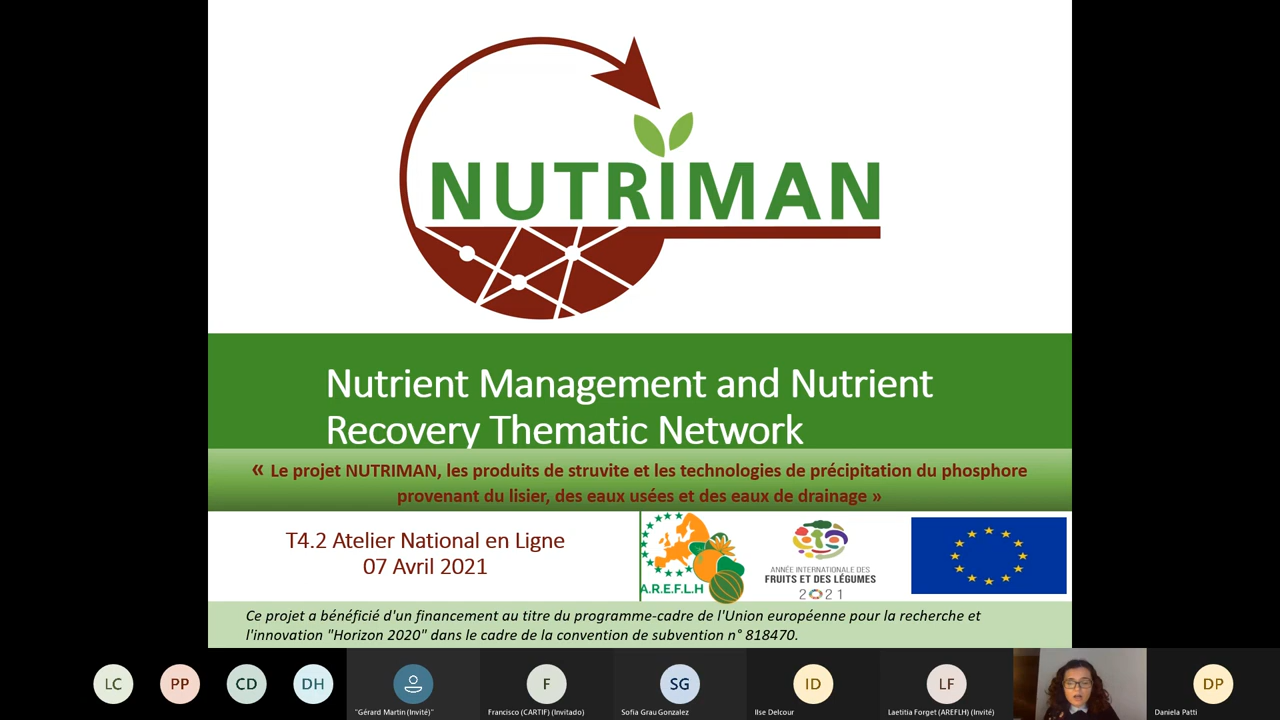 NUTRIMAN
Nutrient Management and Nutrient
Recovery Thematic Network
« Le projet NUTRIMAN, les produits de struvite et les technologies de précipitation du phosphore
provenant du lisier, des eaux usées et des eaux de drainage »
T4.2 Atelier National en Ligne
07 Avril 2021
A.R.E.F.L.H
ANNÉE INTERNATIONALE DES
FRUITS ET DES LÉGUMES
2021
Ce projet a bénéficié d'un financement au titre du programme-cadre de l'Union européenne pour la recherche et
l'innovation "Horizon 2020" dans le cadre de la convention de subvention n° 818470.
LC PP CD DH F SG ID LF DP
"Gérard Martin (Invité)" Francisco (CARTIF) (Invitado) Sofia Grau Gonzalez Ilse Delcour Laetitia Forget (AREFLH) (Invité) Daniela Patti